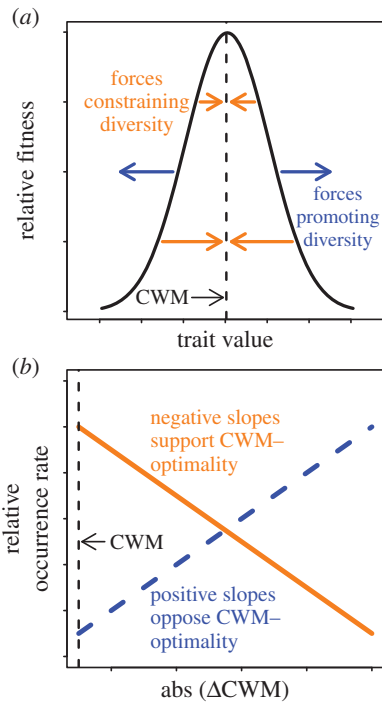 (a)
relative fitness
forces
constraining
diversity
forces
promoting
diversity
CWM
trait value
(b)
relative
occurrence rate
negative slopes
support CWM–
optimality
CWM
positive slopes
oppose CWM–
optimality
abs (ΔCWM)